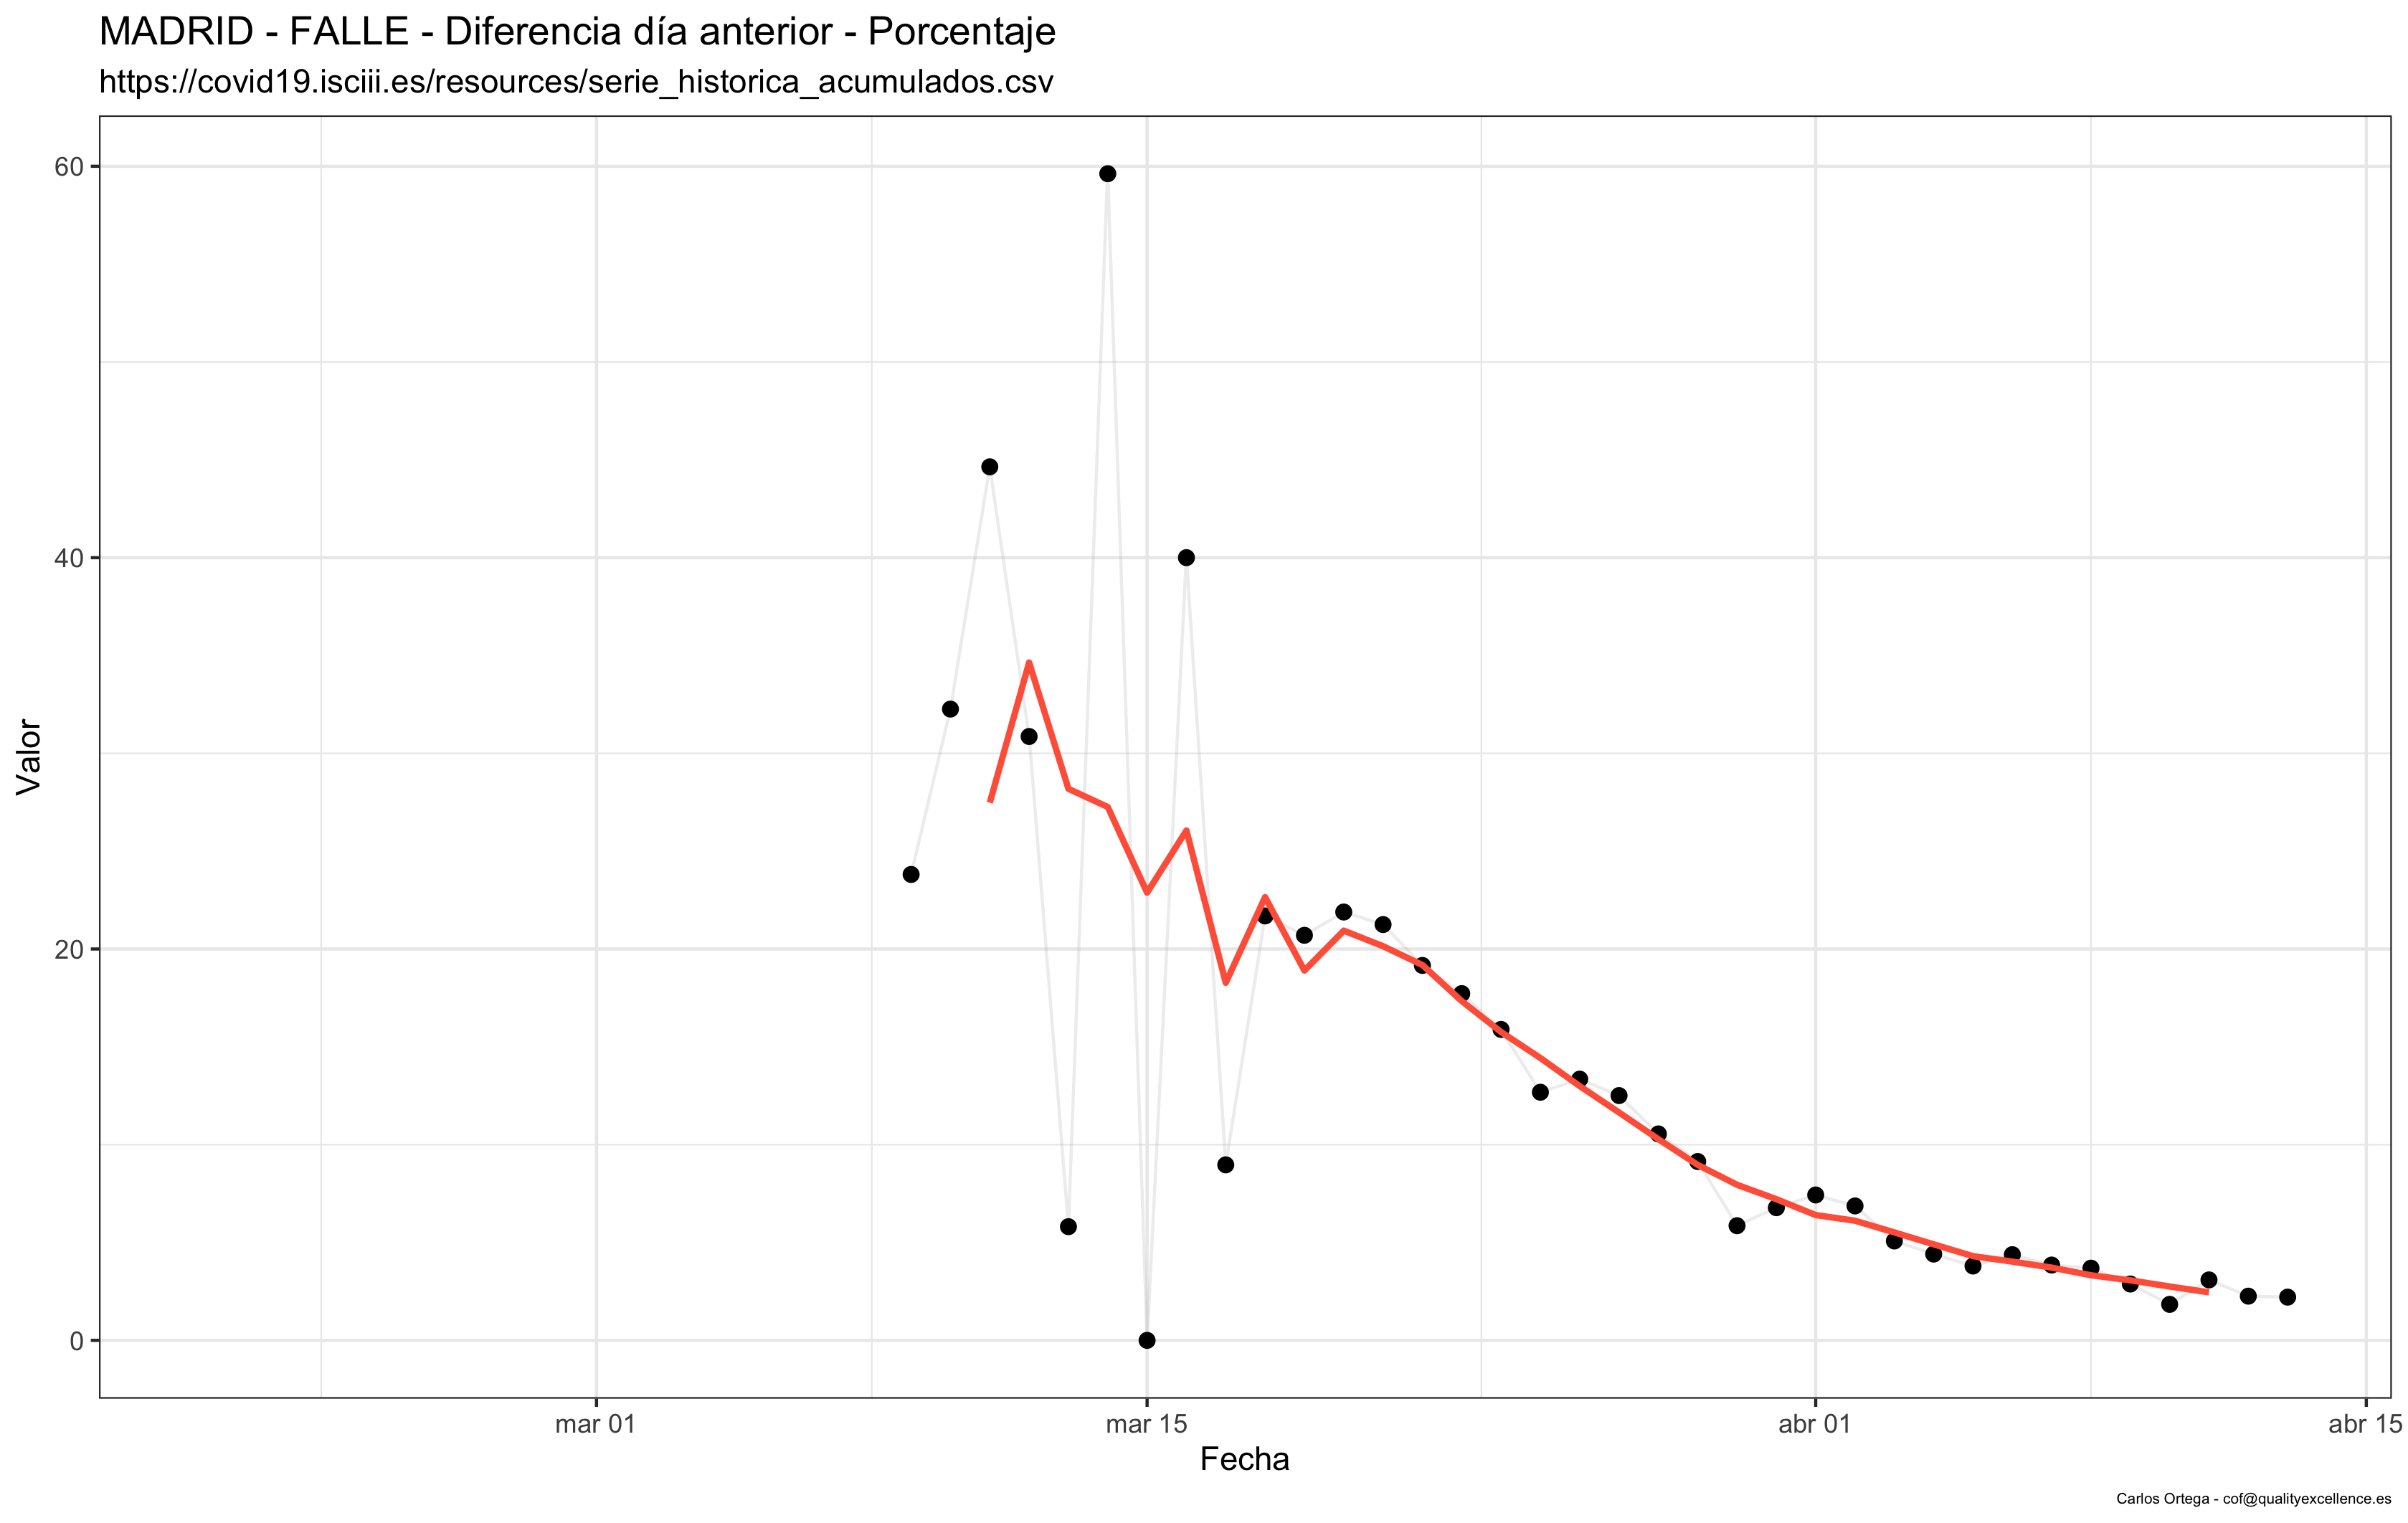 MADRID - FALLE - Diferencia día anterior - Porcentaje
https://covid19.isciii.es/resources/serie_historica_acumulados.csv
60
40
20
0
Valor
mar 01
mar 15
abr 01
abr 15
Fecha
Carlos Ortega - cof@qualityexcellence.es